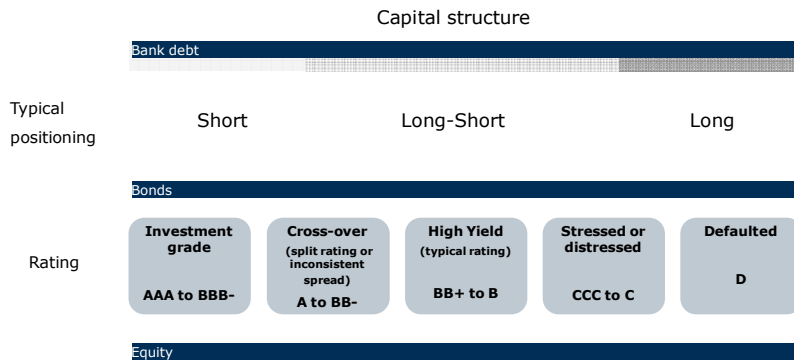 Capital structure
Bank debt
Typical
positioning
Short
Long-Short
Long
Bonds
Rating
Investment
grade
AAA to BBB-
Cross-over
(split rating or
inconsistent
spread)
A to BB-
High Yield
(typical rating)
BB+ to B
Stressed or
distressed
CCC to C
Defaulted
D
Equity